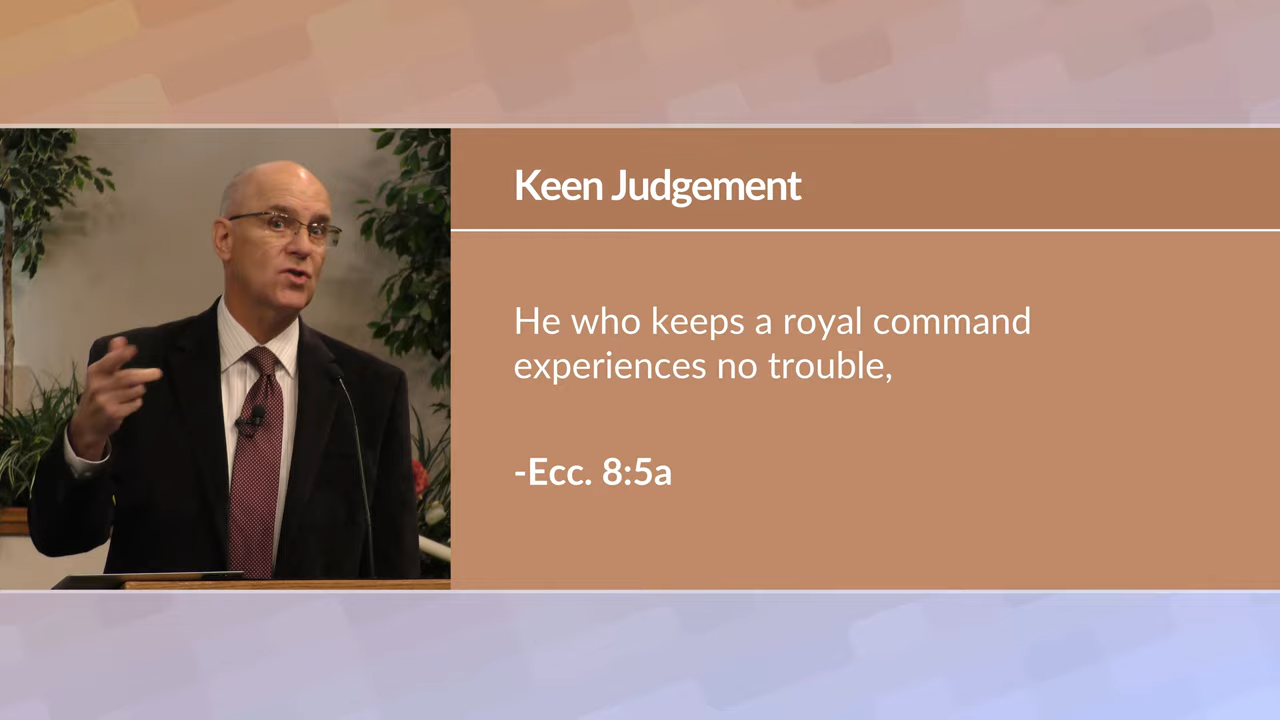 Keen Judgement
He who keeps a royal command
experiences no trouble,
-Ecc. 8:5a